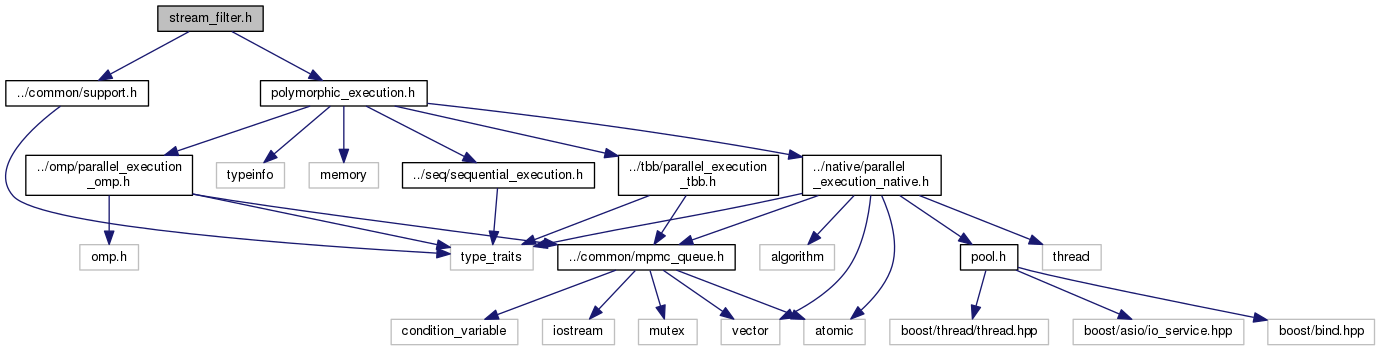 stream_filter.h
../common/support.h
polymorphic_execution.h
../omp/parallel_execution
_omp.h
typeinfo
memory
../seq/sequential_execution.h
../tbb/parallel_execution
_tbb.h
../native/parallel
_execution_native.h
omp.h
type_traits
../common/mpmc_queue.h
algorithm
pool.h
thread
condition_variable
iostream
mutex
vector
atomic
boost/thread/thread.hpp
boost/asio/io_service.hpp
boost/bind.hpp